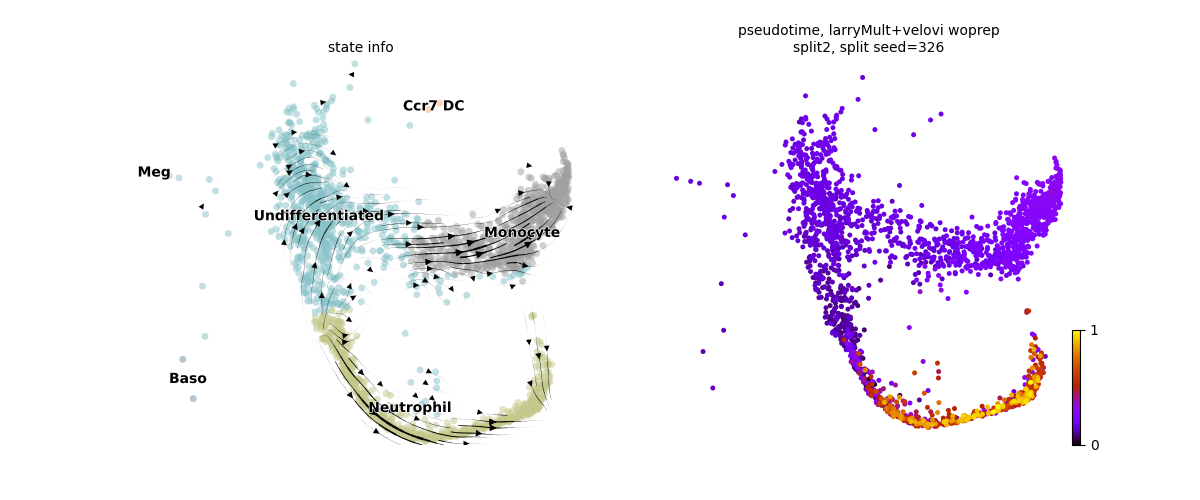 state info
pseudotime, larryMult+velovi woprep
split2, split seed=326
Ccr7 DC
Meg
Undifferentiated
Monocyte
Baso
Neutrophil
1
0